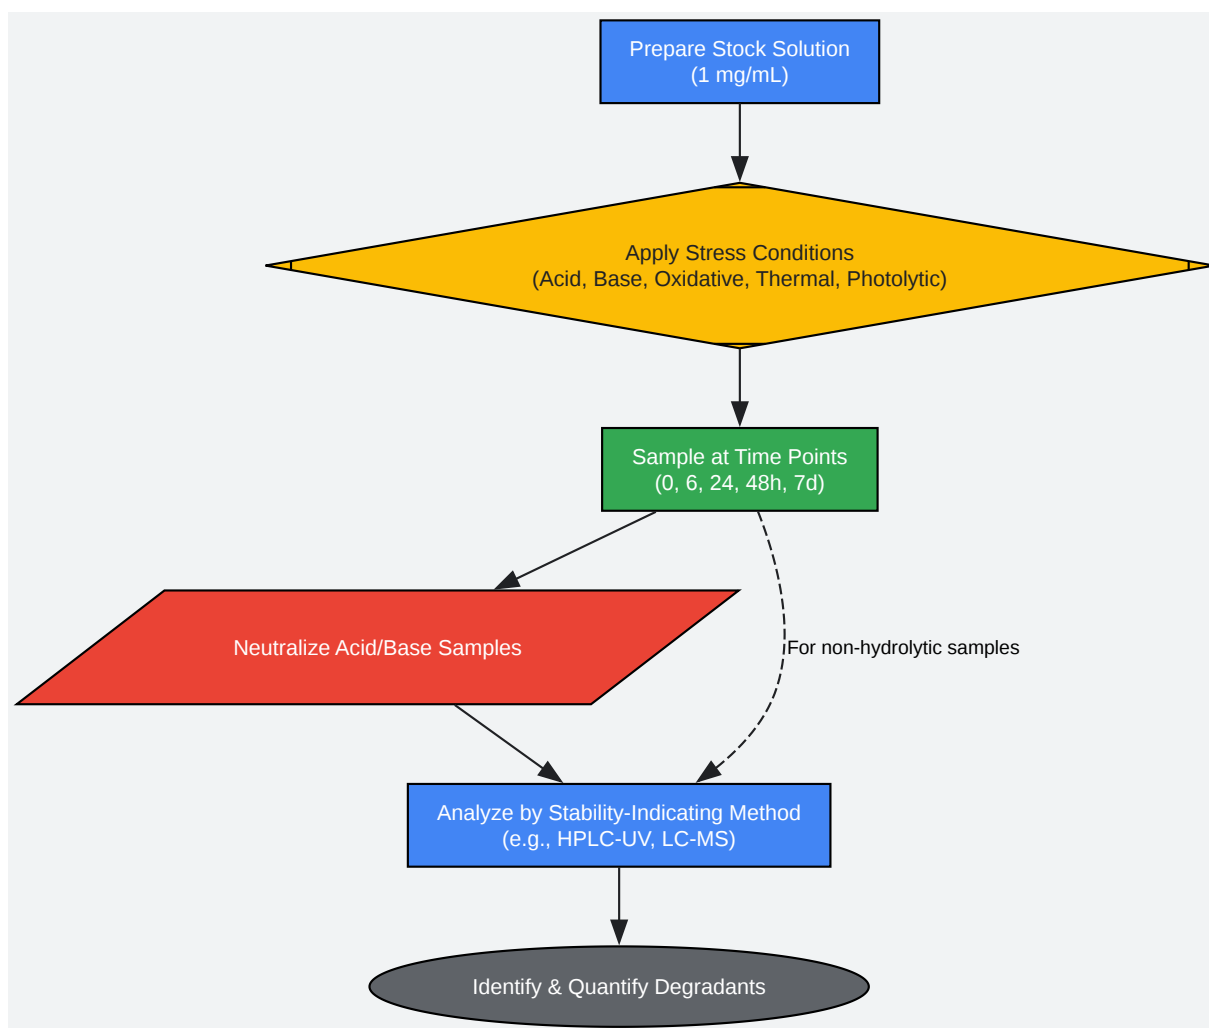 Prepare Stock Solution
(1 mg/mL)
Apply Stress Conditions
(Acid, Base, Oxidative, Thermal, Photolytic)
Sample at Time Points
(0, 6, 24, 48h, 7d)
Neutralize Acid/Base Samples
For non-hydrolytic samples
Analyze by Stability-Indicating Method
(e.g., HPLC-UV, LC-MS)
Identify & Quantify Degradants